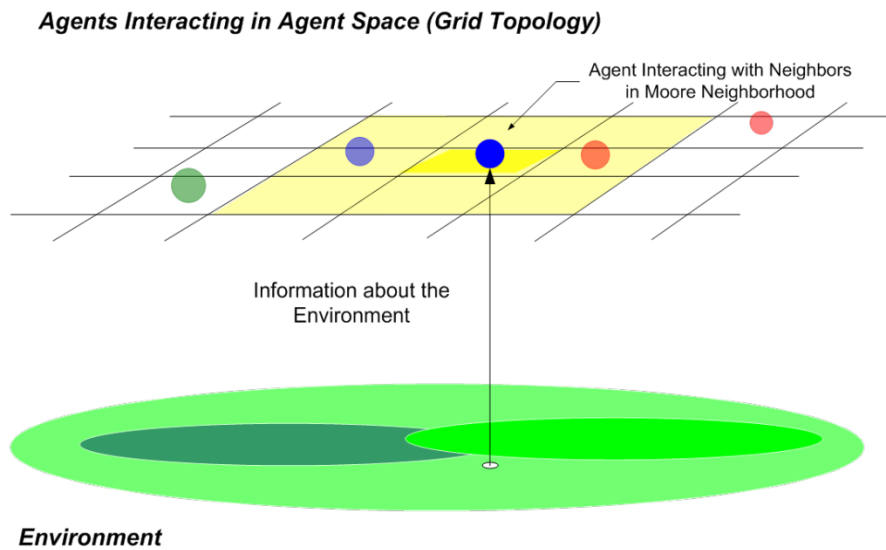 Agents Interacting in Agent Space (Grid Topology)
Agent Interacting with Neighbors
in Moore Neighborhood
Information about the
Environment
Environment